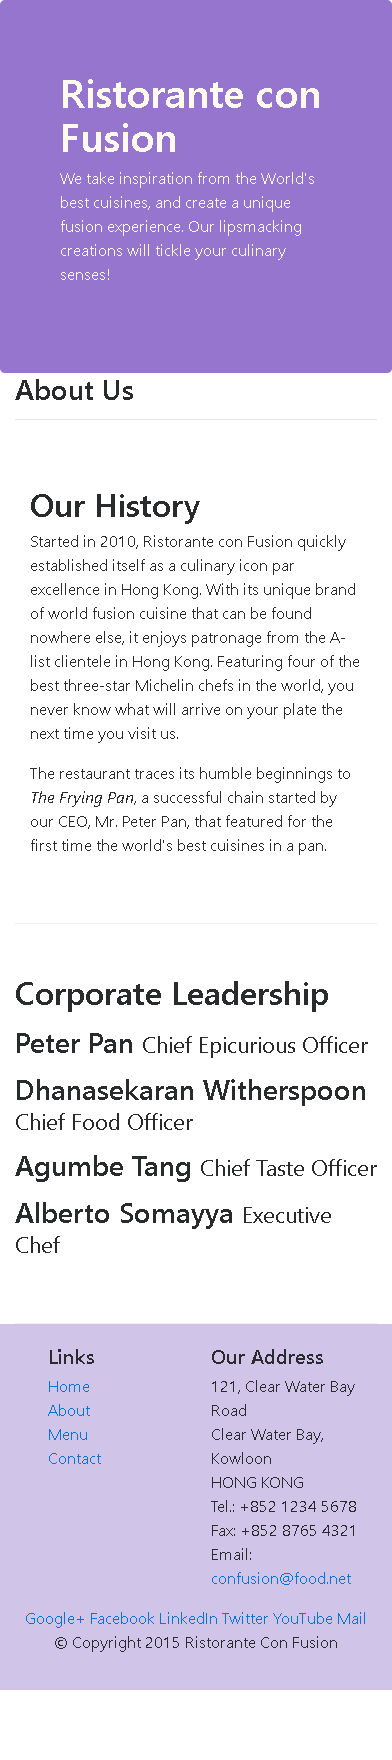 Ristorante con
Fusion
We take inspiration from the World's
best cuisines, and create a unique
fusion experience. Our lipsmacking
creations will tickle your culinary
senses!
About Us
Our History
Started in 2010, Ristorante con Fusion quickly
established itself as a culinary icon par
excellence in Hong Kong. With its unique brand
of world fusion cuisine that can be found
nowhere else, it enjoys patronage from the A-
list clientele in Hong Kong. Featuring four of the
best three-star Michelin chefs in the world, you
never know what will arrive on your plate the
next time you visit us.
The restaurant traces its humble beginnings to
The Frying Pan, a successful chain started by
our CEO, Mr. Peter Pan, that featured for the
first time the world's best cuisines in a pan.
Corporate Leadership
Peter Pan Chief Epicurious Officer
Dhanasekaran Witherspoon
Chief Food Officer
Agumbe Tang Chief Taste Officer
Alberto Somayya Executive
Chef
Links
Home
About
Menu
Contact
Our Address
121, Clear Water Bay
Road
Clear Water Bay,
Kowloon
HONG KONG
Tel.: +852 1234 5678
Fax: +852 8765 4321
Email:
confusion@food.net
Google+ Facebook LinkedIn Twitter YouTube Mail
© Copyright 2015 Ristorante Con Fusion